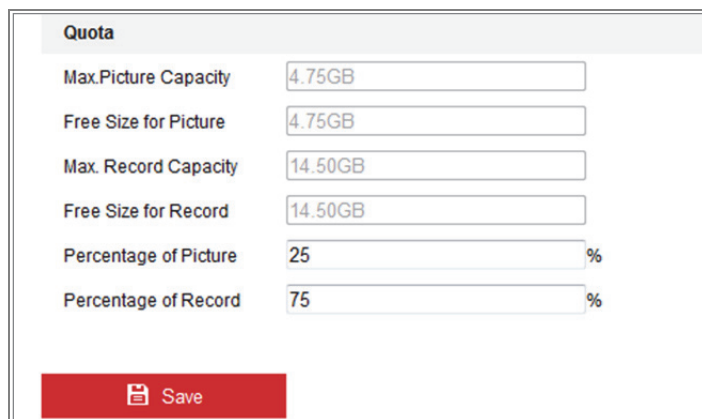 Quota
Max.Picture Capacity 4.75GB
Free Size for Picture 4.75GB
Max. Record Capacity 14.50GB
Free Size for Record 14.50GB
Percentage of Picture 25 %
Percentage of Record 75 %
Save